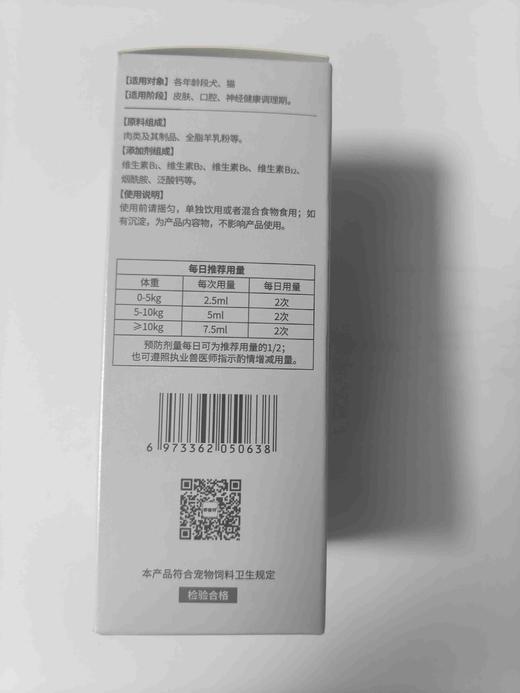 【适用对象】 各年龄段犬、猫
【适用阶段】 皮肤、口腔、神经健康调理期。
【原料组成】
肉类及其制品、全脂羊乳粉等。
【添加剂组成】
维生素B₁、维生素B₂、维生素B₆、维生素B₁₂、
烟酰胺、泛酸钙等。
【使用说明】
使用前请摇匀，单独饮用或者混合食物食用；如
有沉淀，为产品内容物，不影响产品使用。
每日推荐用量
体重 每次用量 每日用量
0-5kg 2.5ml 2次
5-10kg 5ml 2次
≥10kg 7.5ml 2次
预防剂量每日可为推荐用量的1/2；
也可遵照执业兽医师指示酌情增减用量。
6 973362 050638
本产品符合宠物饲料卫生规定
检验合格